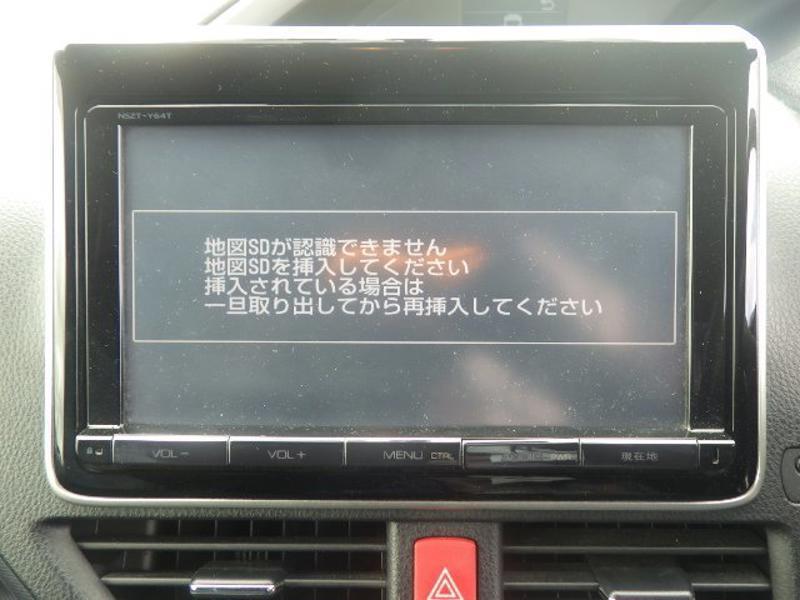 NSZT-Y64T
地図SDが認識できません
地図SDを挿入してください
挿入されている場合は
一旦取り出してから再挿入してください
VOL－ VOL＋ MENU CTRL AUDIO PWR 現在地